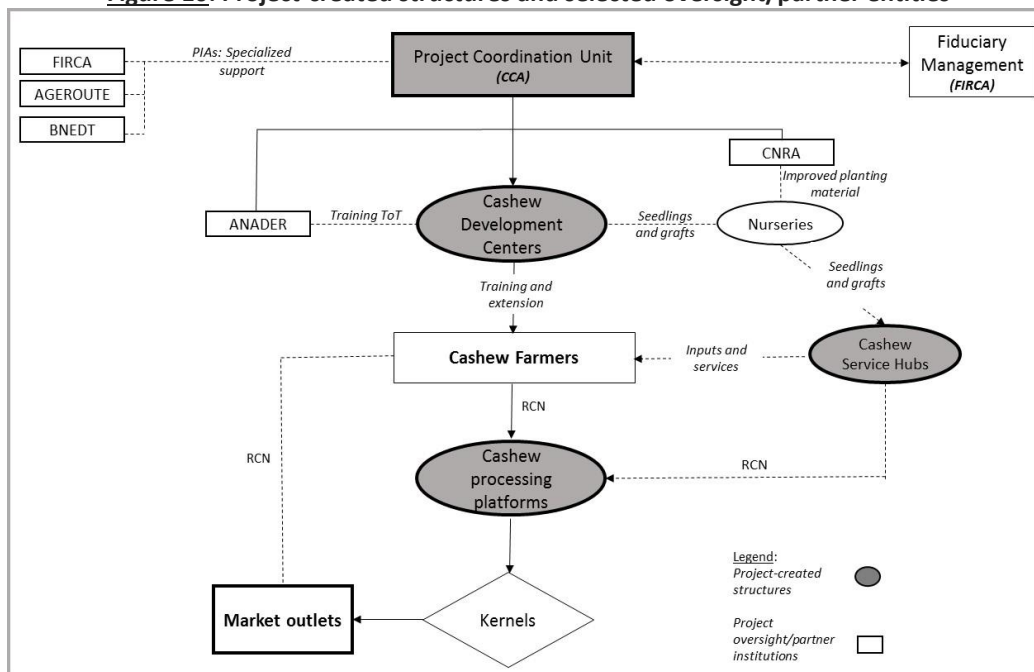 Figure : Project-created structures and selected oversight/partner entities
FIRCA
AGEROUTE
BNEDT
PIAs: Specialized
support
Project Coordination Unit
(CCA)
Fiduciary
Management
(FIRCA)
CNRA
Improved planting
material
ANADER
Training ToT
Cashew
Development
Centers
Seedlings
and grafts
Nurseries
Seedlings
and grafts
Training and
extension
Cashew Farmers
Inputs and
services
Cashew
Service Hubs
RCN
RCN
Cashew
processing
platforms
RCN
Market outlets
Kernels
Legend:
Project-created
structures
Project
oversight/partner
institutions